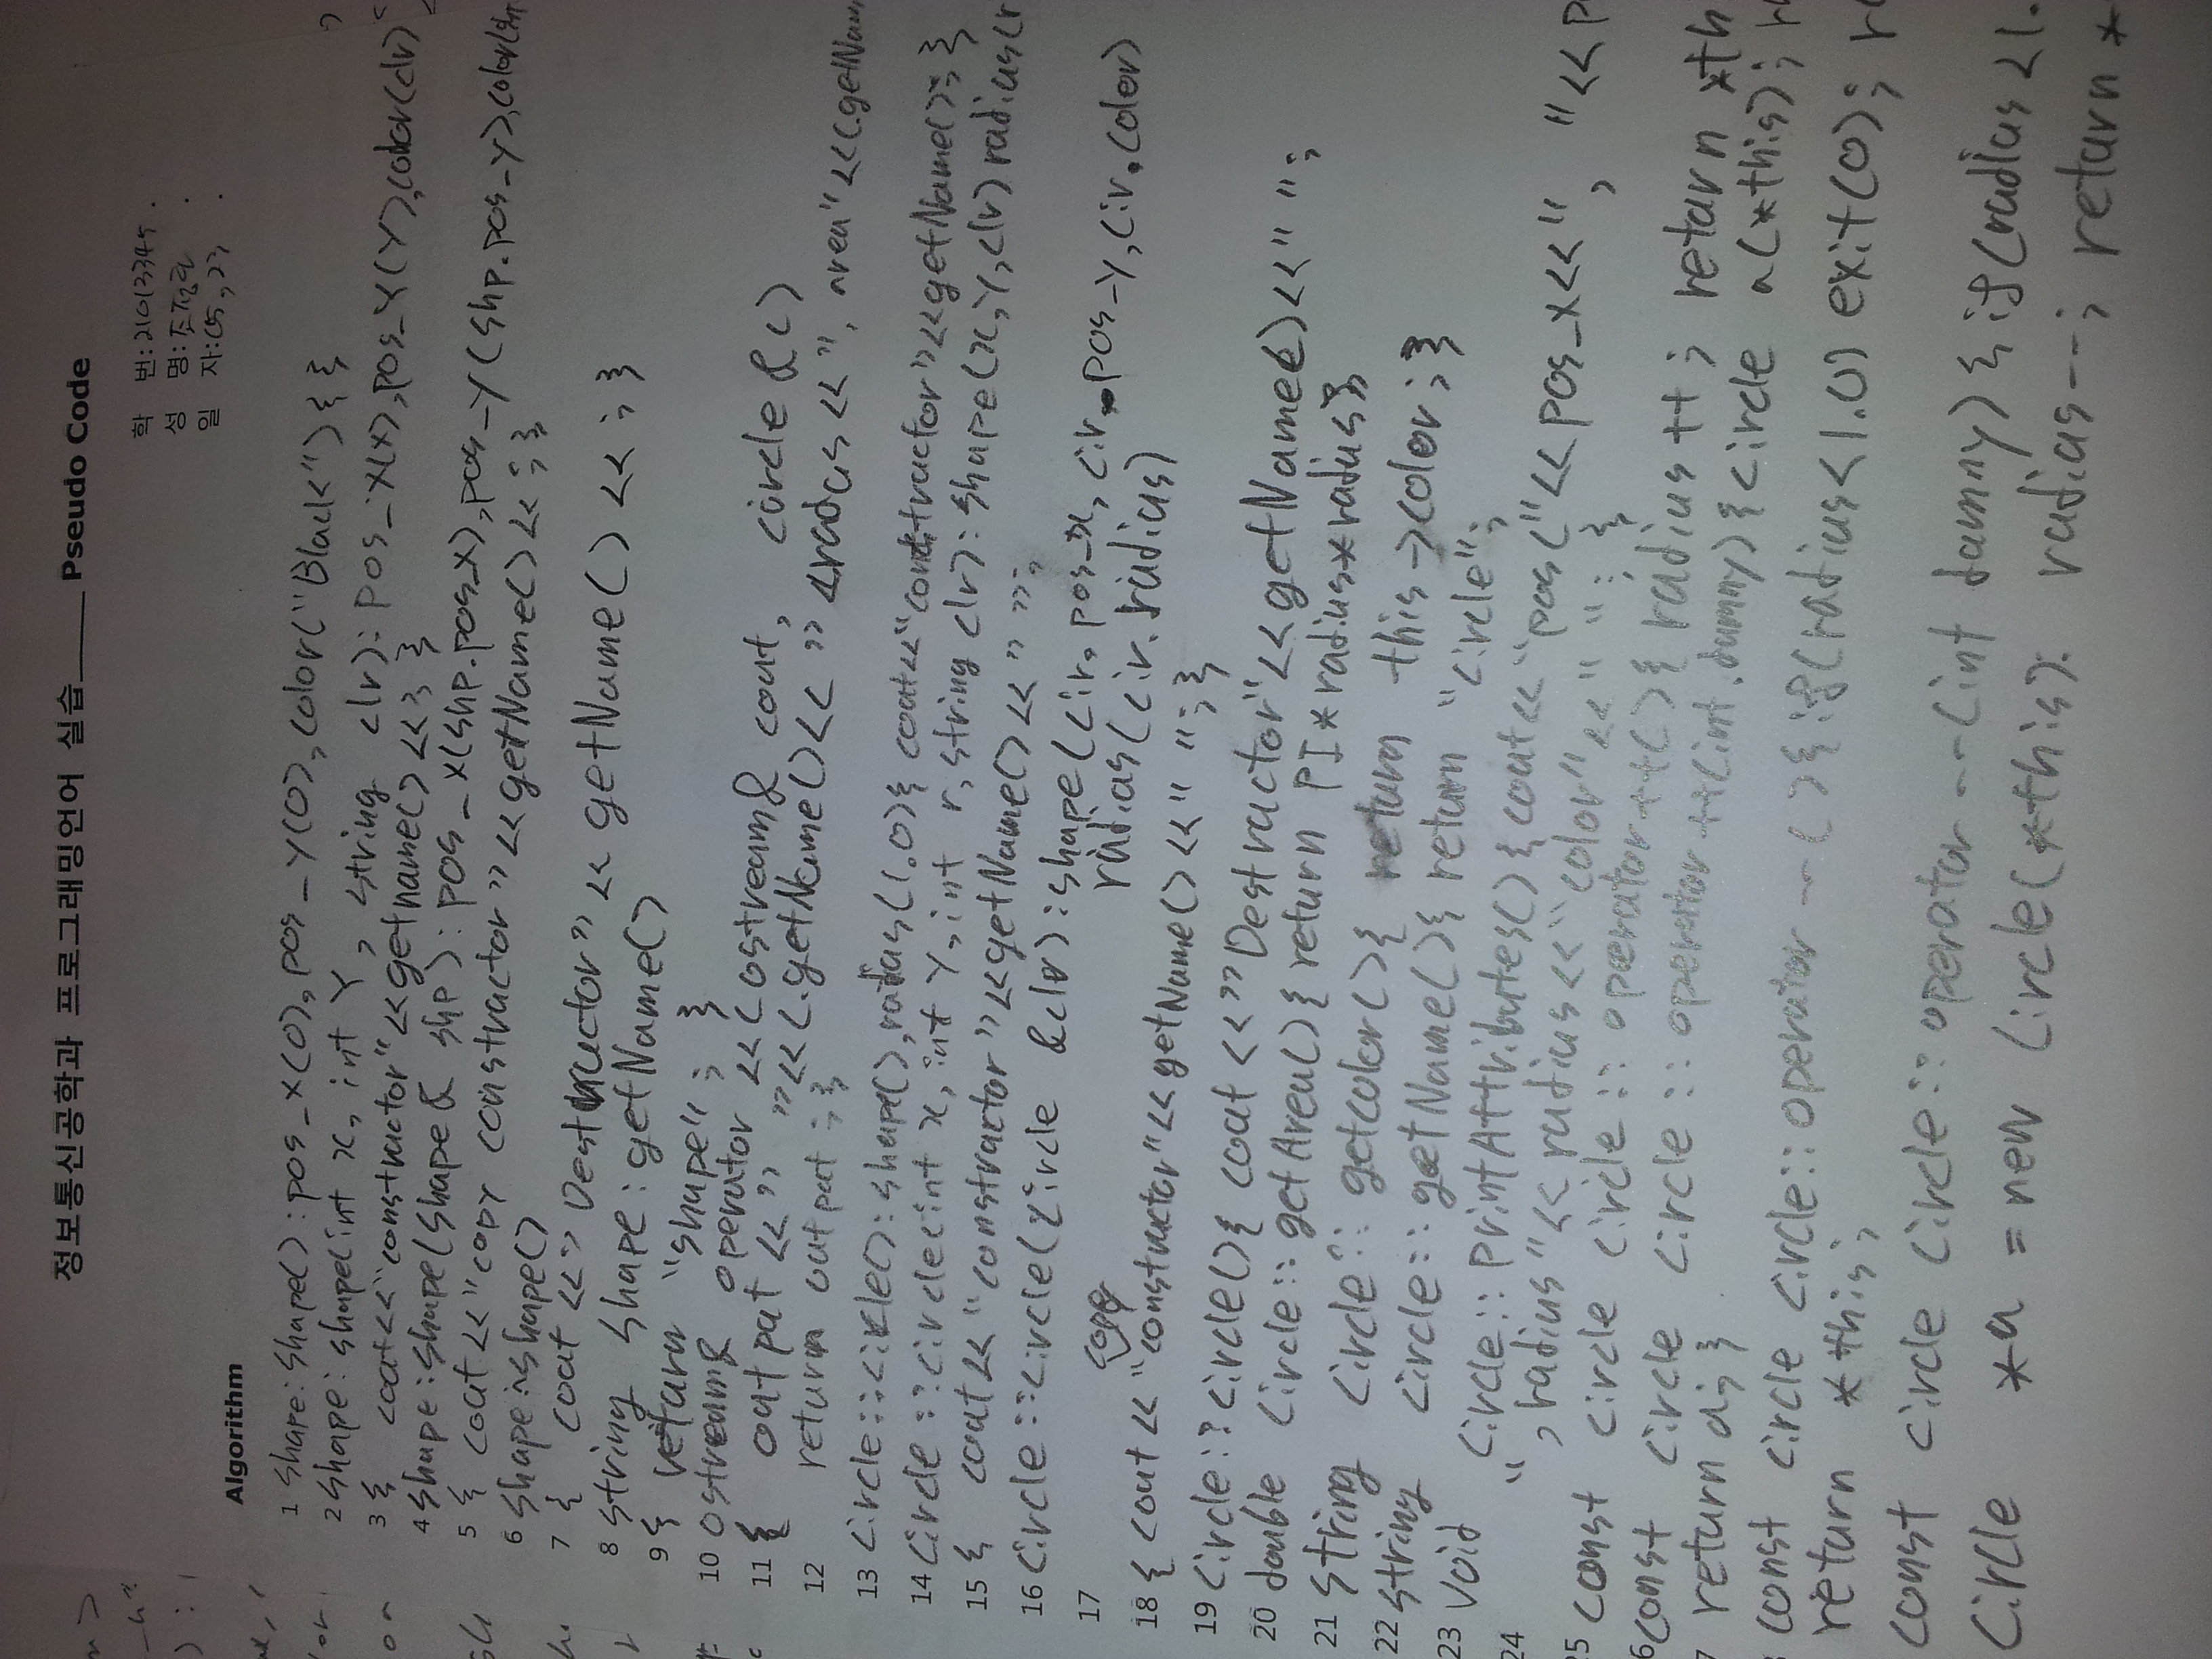 정보통신공학과 프로그래밍언어 실습____ Pseudo Code
학 번:
성 명:
일 자:
Algorithm
1 shape:shape():pos_x(0),pos_Y(0),color("Black"){}
2 shape:shape(int x,int Y, string clr):pos_x(x),pos_Y(Y),color(clr)
3 { cout<<"constructor"<<getname()<<; }
4 shape:shape(shape& shp):pos_x(shp.pos_x),pos_Y(shp.pos_Y),color(sh
5 { cout<<"copy constructor"<<getName()<<;}
6 shape:~shape()
7 { cout <<" Destructor" << getName() <<;}
8 string shape:getName()
9 { return "shape"; }
10 ostream& operator <<(ostream& cout, circle &c)
11 { output <<" "<<c.getName()<<" radius <<", area"<<c.getNam
12 return output ;}
13 circle::circle():shape(),radius(1.0){cout<<"constructor"<<getName();}
14 circle::circle(int x,int Y,int r,string clr):shape(x,Y,clr)radius(r
15 { cout<<"constructor"<<getName()<<" ";
16 circle::circle(circle &clr):shape(cir.pos_x,cir.pos_Y,cir.color)
17 radius(cir.radius)
18 { cout<<"copy constructor"<<getName()<<" ";}
19 circle::circle(){ cout<<"Destructor"<<getName()<<" ";
20 double circle::getArea(){ return PI*radius*radius}
21 string circle::getcolor(){ return this->color;}
22 string circle::getName(){ return "circle";
23 void circle::printAttributes(){cout<<"pos("<<pos_x<<", "<<p
24 ",radius"<<radius<<"color"<<" "; }
25 const circle circle::operator++(){ radius ++; return *th
6 const circle circle::operator ++(int.dummy){circle a(*this); r
7 return a;}
const circle circle::operator--(){if(radius<1.0) exit(0); r
return *this;
const circle circle::operator--(int dummy){if(radius<1.
circle *a = new circle(*this); radius--; return *